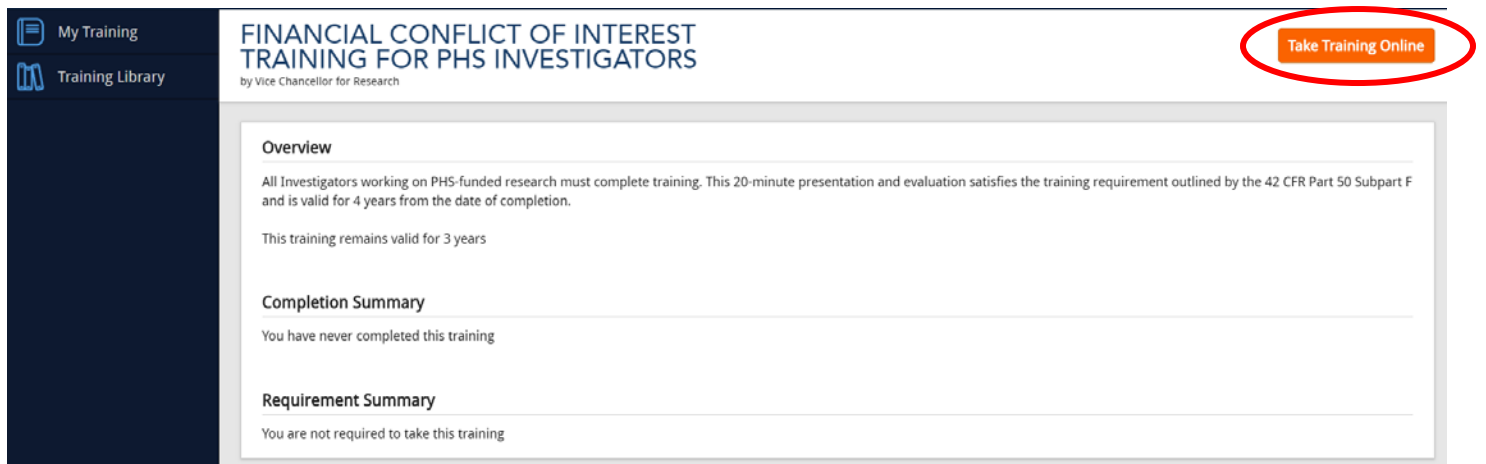 My Training
Training Library
FINANCIAL CONFLICT OF INTEREST
TRAINING FOR PHS INVESTIGATORS
by Vice Chancellor for Research
Take Training Online
Overview
All Investigators working on PHS-funded research must complete training. This 20-minute presentation and evaluation satisfies the training requirement outlined by the 42 CFR Part 50 Subpart F
and is valid for 4 years from the date of completion.
This training remains valid for 3 years
Completion Summary
You have never completed this training
Requirement Summary
You are not required to take this training